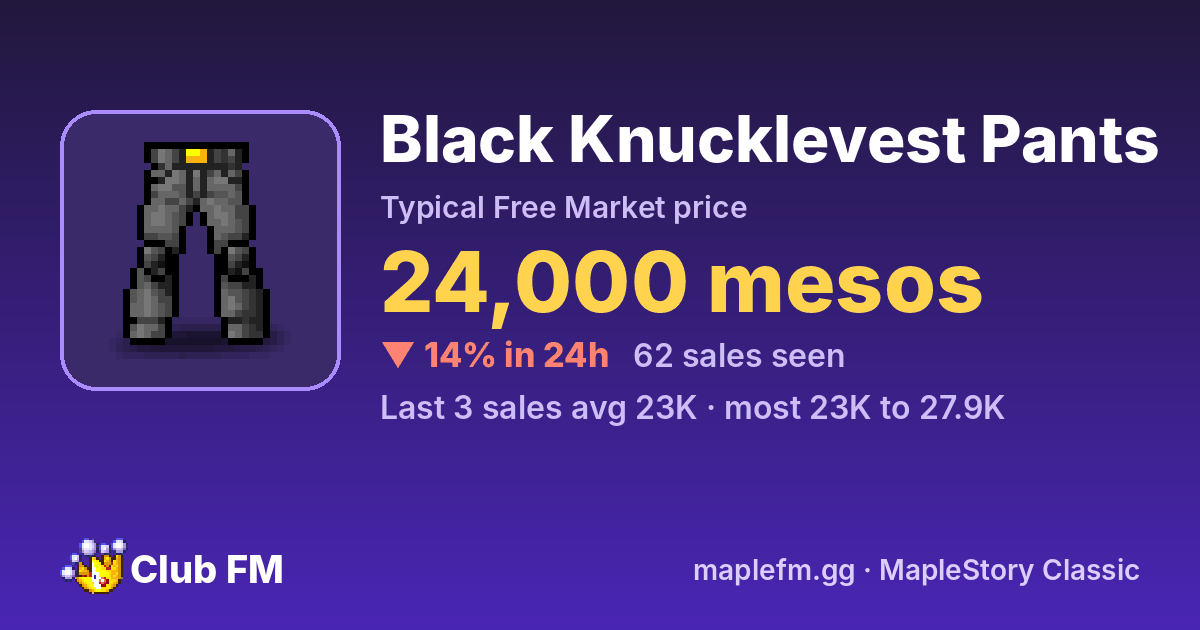 Black Knucklevest Pants
Typical Free Market price
24,000 mesos
▼ 14% in 24h 62 sales seen
Last 3 sales avg 23K · most 23K to 27.9K
Club FM
maplefm.gg · MapleStory Classic